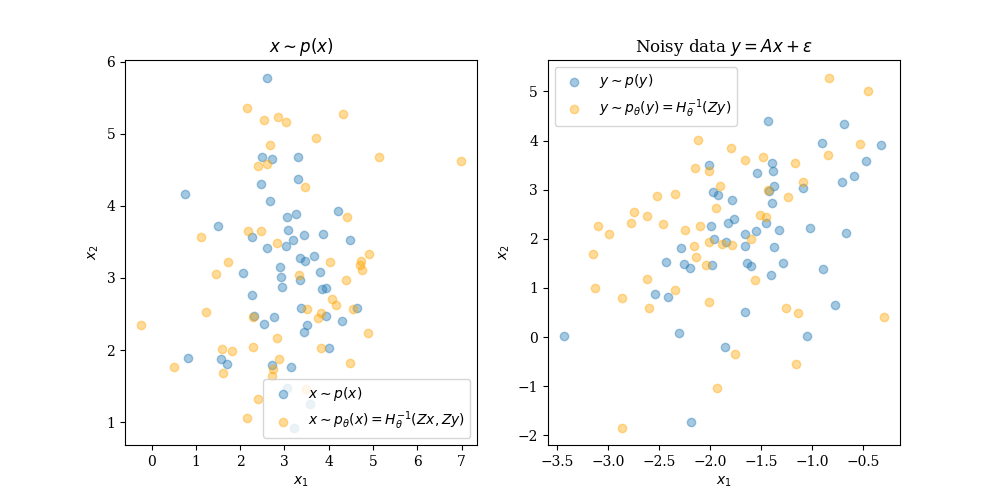 x ∼ p(x)
6
5
4
3
2
1
x₂
0 1 2 3 4 5 6 7
x₁
x ∼ p(x)
x ∼ p_θ(x) = H_θ^{-1}(Zx, Zy)
Noisy data y = Ax + ε
5
4
3
2
1
0
−1
−2
x₂
−3.5 −3.0 −2.5 −2.0 −1.5 −1.0 −0.5
x₁
y ∼ p(y)
y ∼ p_θ(y) = H_θ^{-1}(Zy)